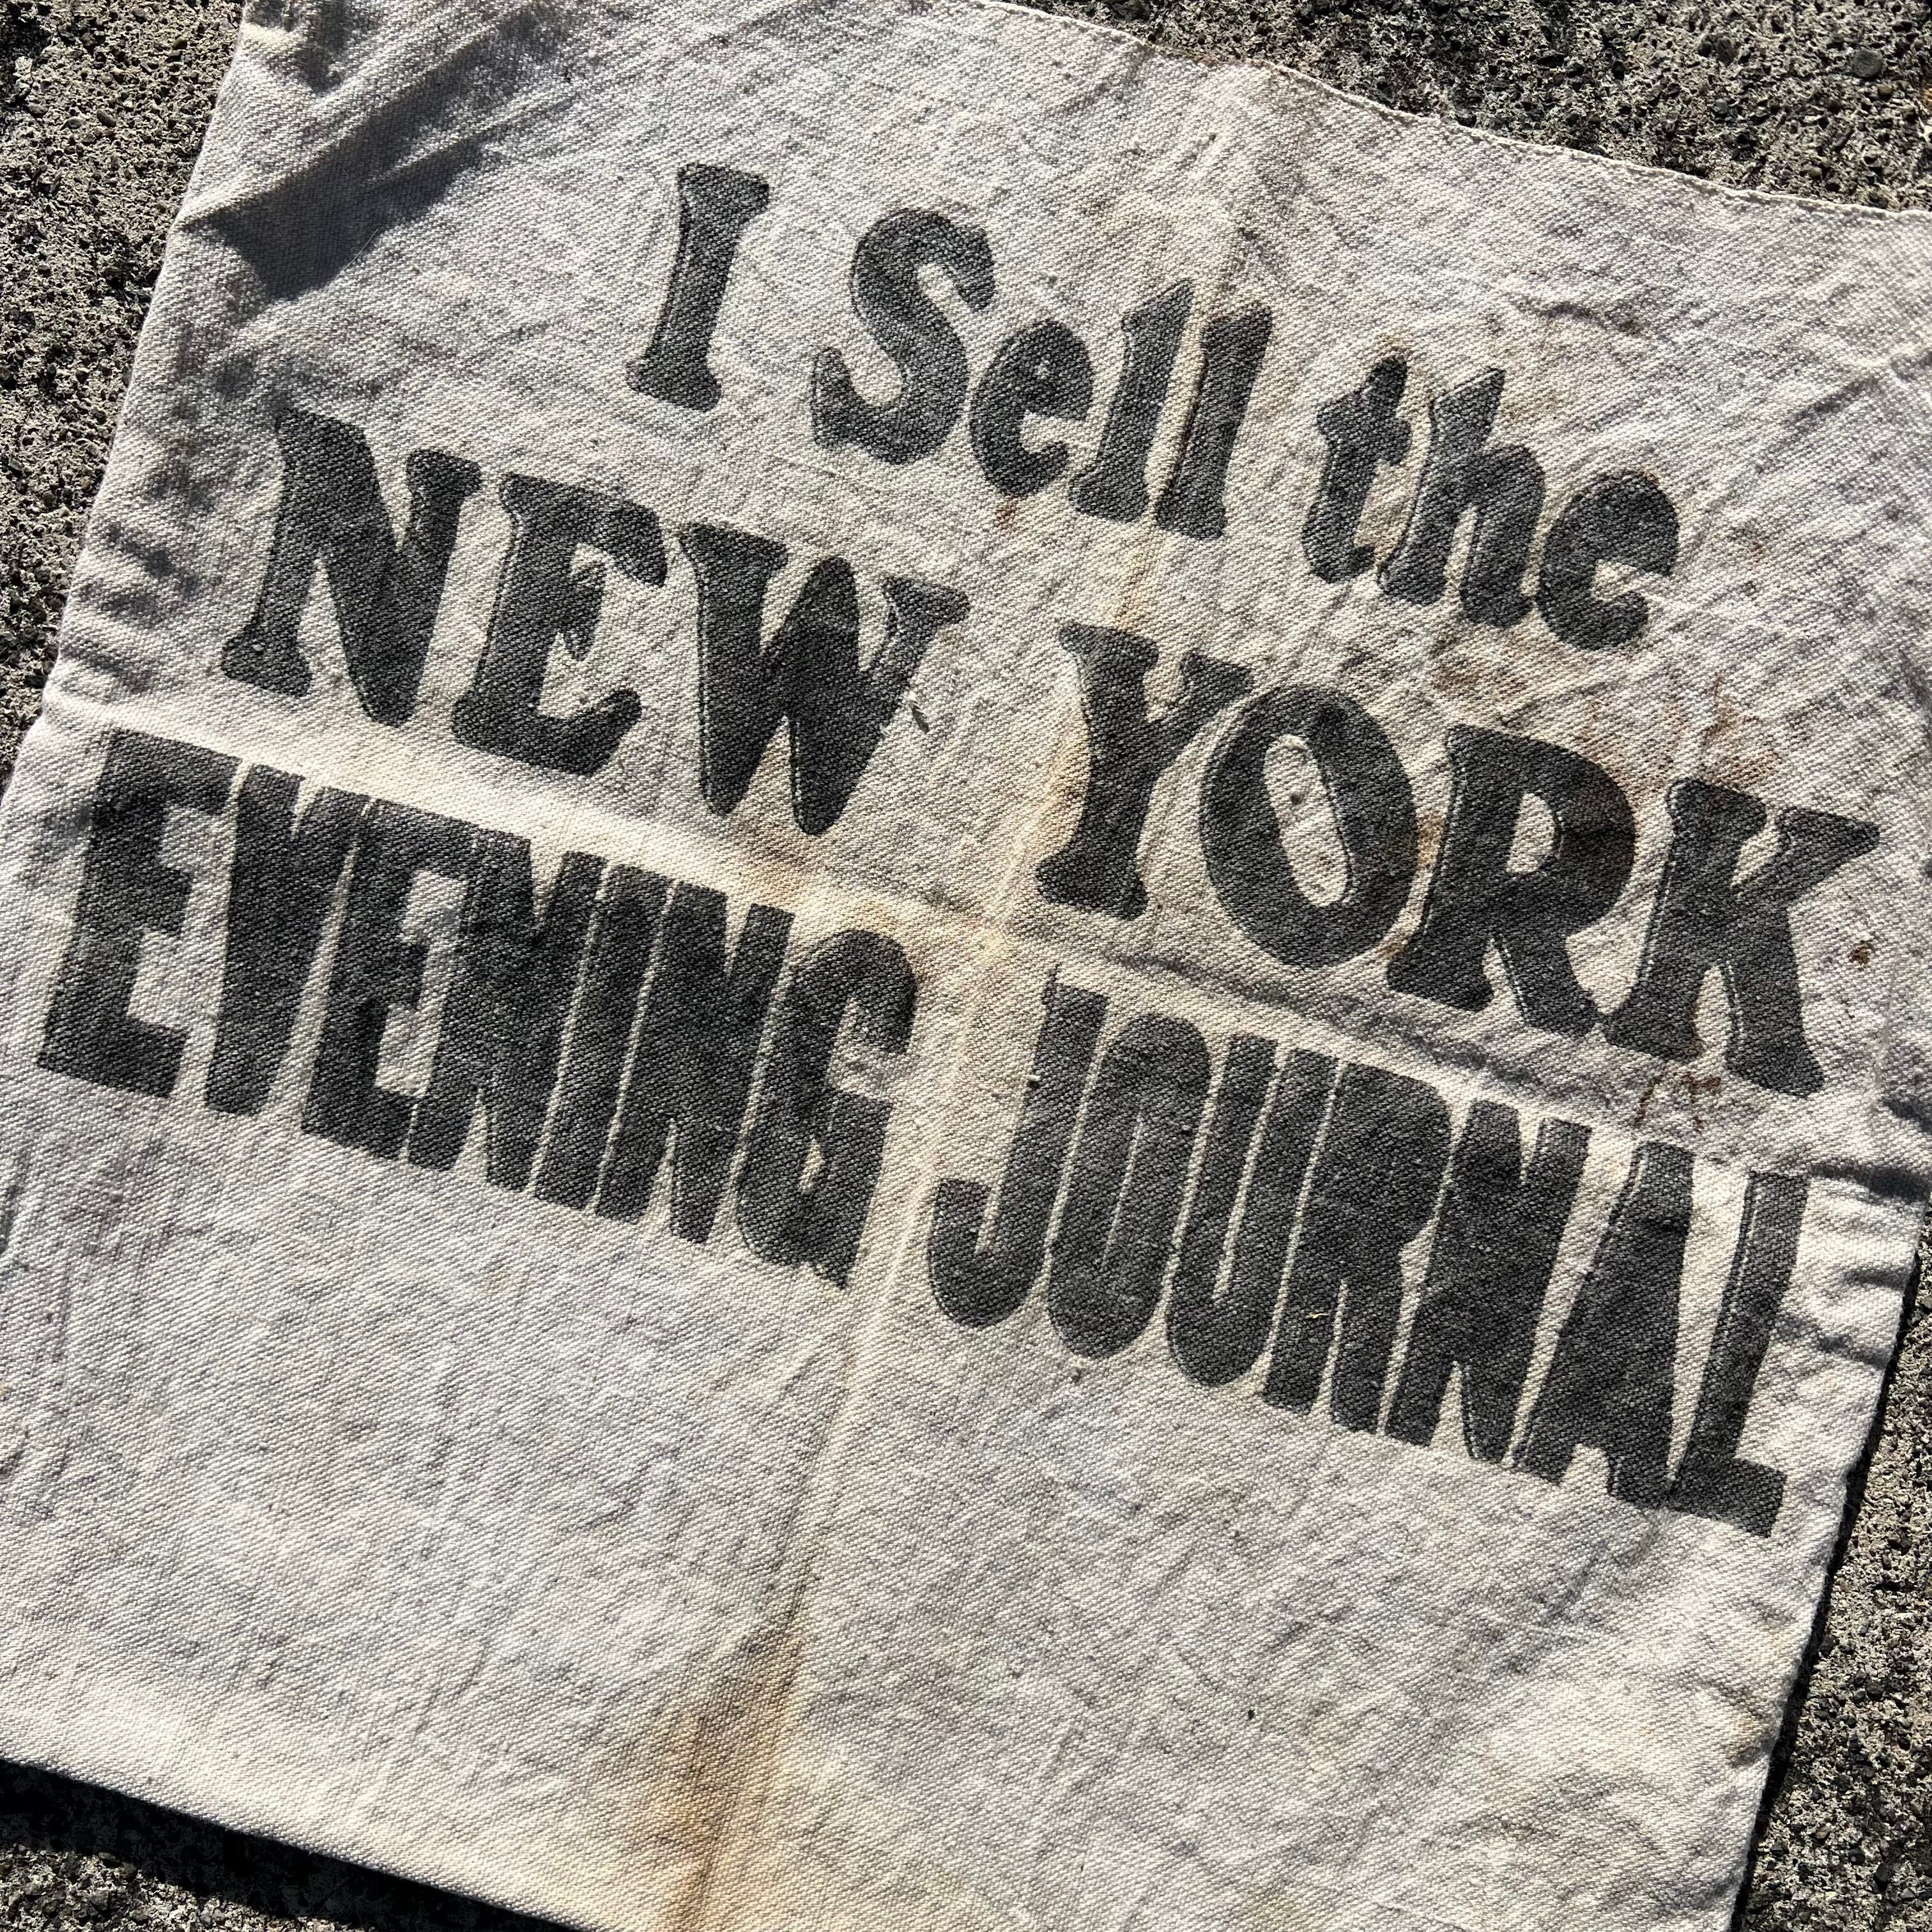 I Sell the
NEW YORK
EVENING JOURNAL